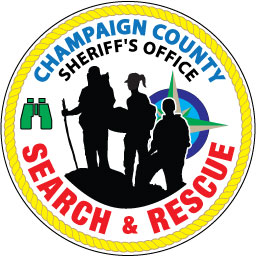 CHAMPAIGN COUNTY
SHERIFF'S OFFICE
SEARCH & RESCUE